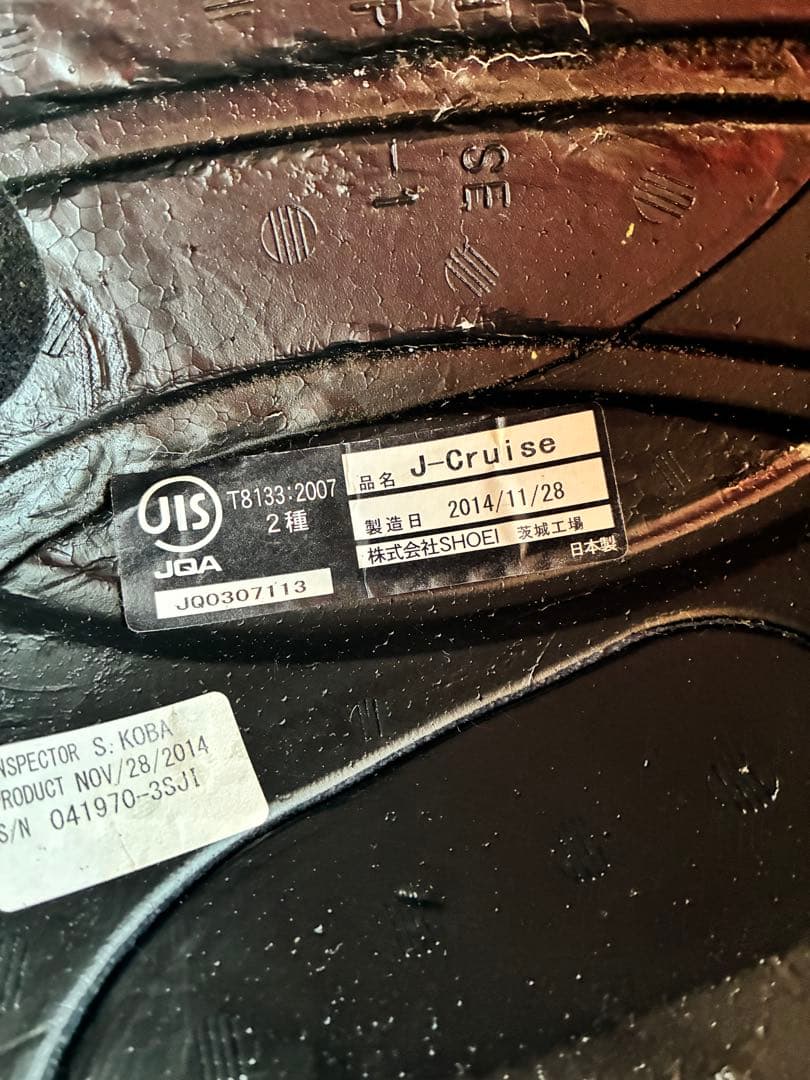 SE
-1
JIS
JQA
T8133:2007
2種
JQ0307113
品名 J-Cruise
製造日 2014/11/28
株式会社SHOEI 茨城工場
日本製
NSPECTOR S. KOBA
RODUCT NOV/28/2014
S/N 041970-3SJI